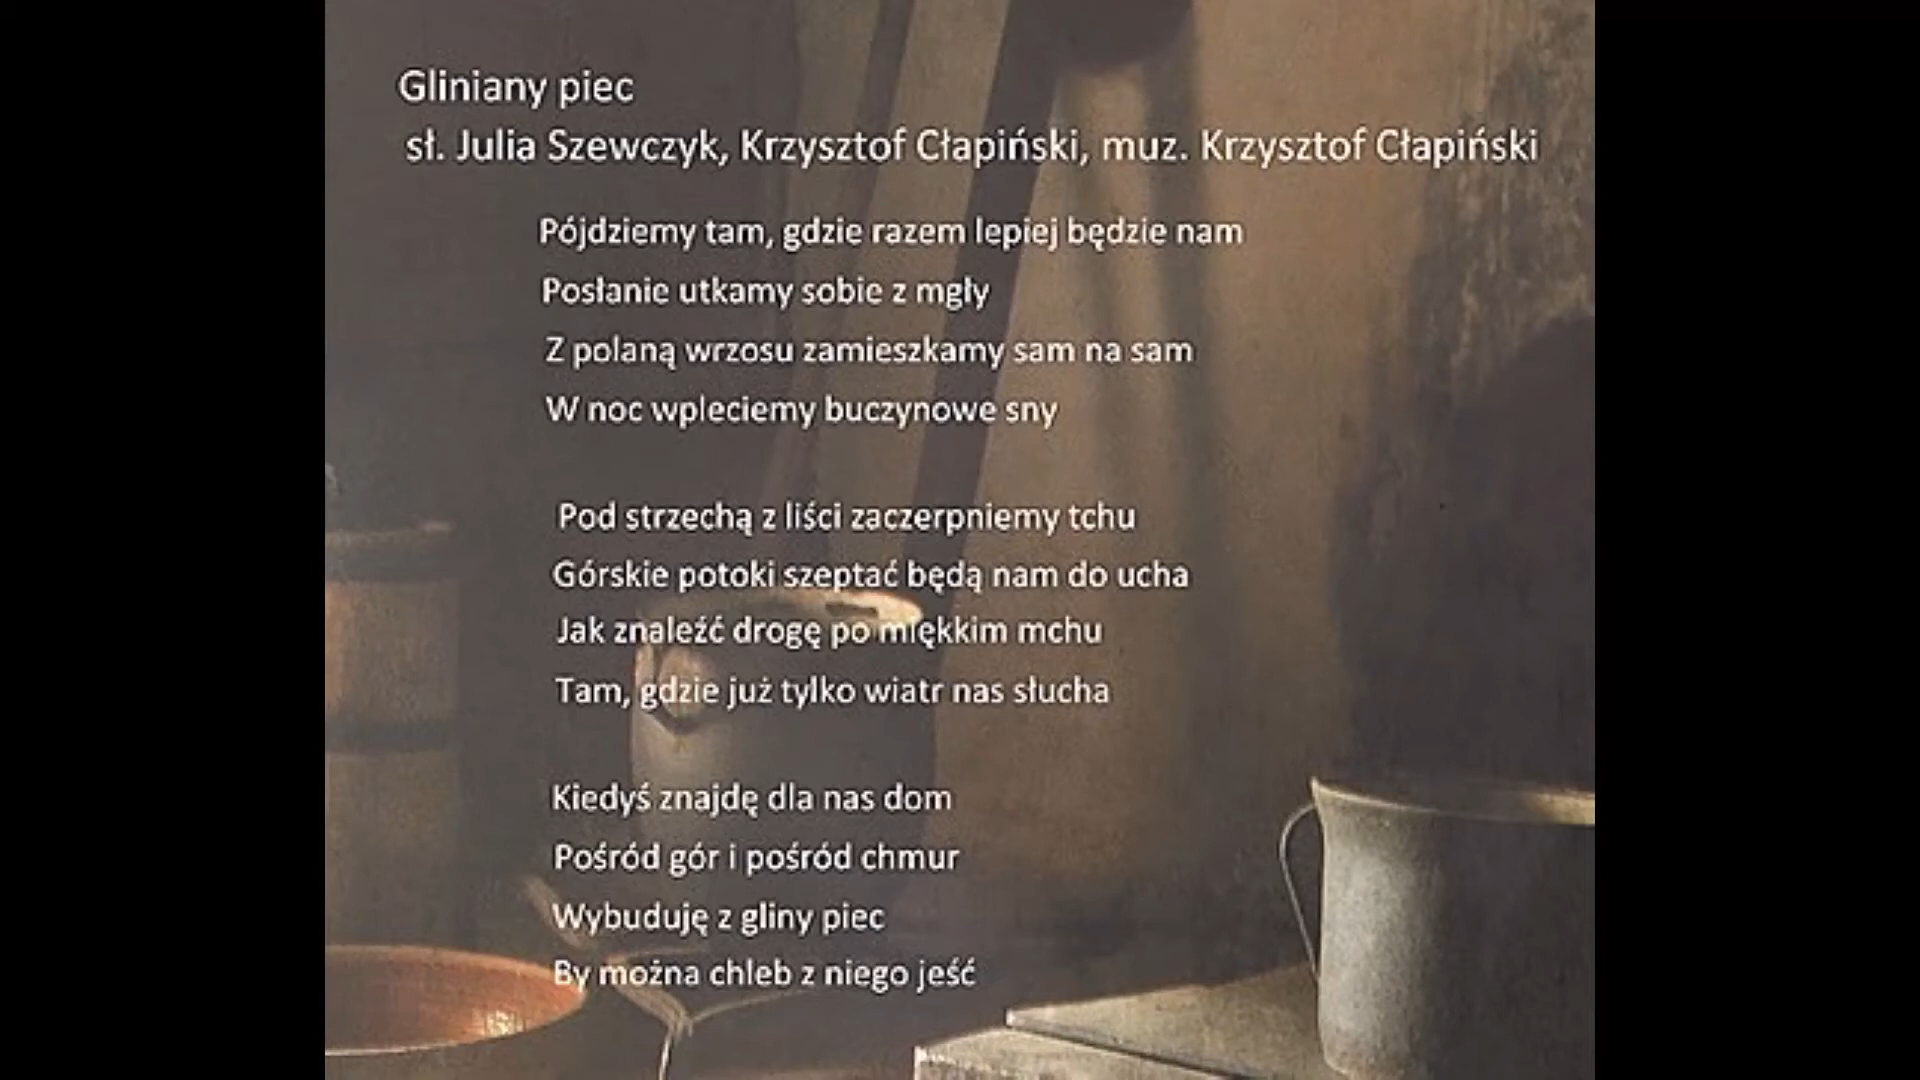 Gliniany piec
sł. Julia Szewczyk, Krzysztof Cłapiński, muz. Krzysztof Cłapiński
Pójdziemy tam, gdzie razem lepiej będzie nam
Posłanie utkamy sobie z mgły
Z polaną wrzosu zamieszkamy sam na sam
W noc wpleciemy buczynowe sny
Pod strzechą z liści zaczerpniemy tchu
Górskie potoki szeptać będą nam do ucha
Jak znaleźć drogę po miękkim mchu
Tam, gdzie już tylko wiatr nas słucha
Kiedyś znajdę dla nas dom
Pośród gór i pośród chmur
Wybuduję z gliny piec
By można chleb z niego jeść